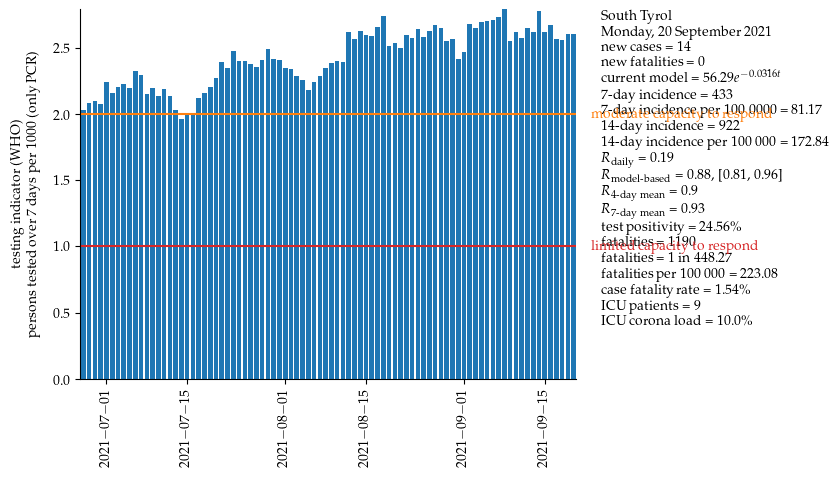 testing indicator (WHO)
persons tested over 7 days per 1000 (only PCR)
2.5
2.0
1.5
1.0
0.5
0.0
2021−07−01
2021−07−15
2021−08−01
2021−08−15
2021−09−01
2021−09−15
South Tyrol
Monday, 20 September 2021
new cases = 14
new fatalities = 0
current model = 56.29e^{−0.0316t}
7-day incidence = 433
7-day incidence per 100 0000 = 81.17
moderate capacity to respond
14-day incidence = 922
14-day incidence per 100 000 = 172.84
R_daily = 0.19
R_model-based = 0.88, [0.81, 0.96]
R_4-day mean = 0.9
R_7-day mean = 0.93
test positivity = 24.56%
fatalities = 1190
limited capacity to respond
fatalities = 1 in 448.27
fatalities per 100 000 = 223.08
case fatality rate = 1.54%
ICU patients = 9
ICU corona load = 10.0%